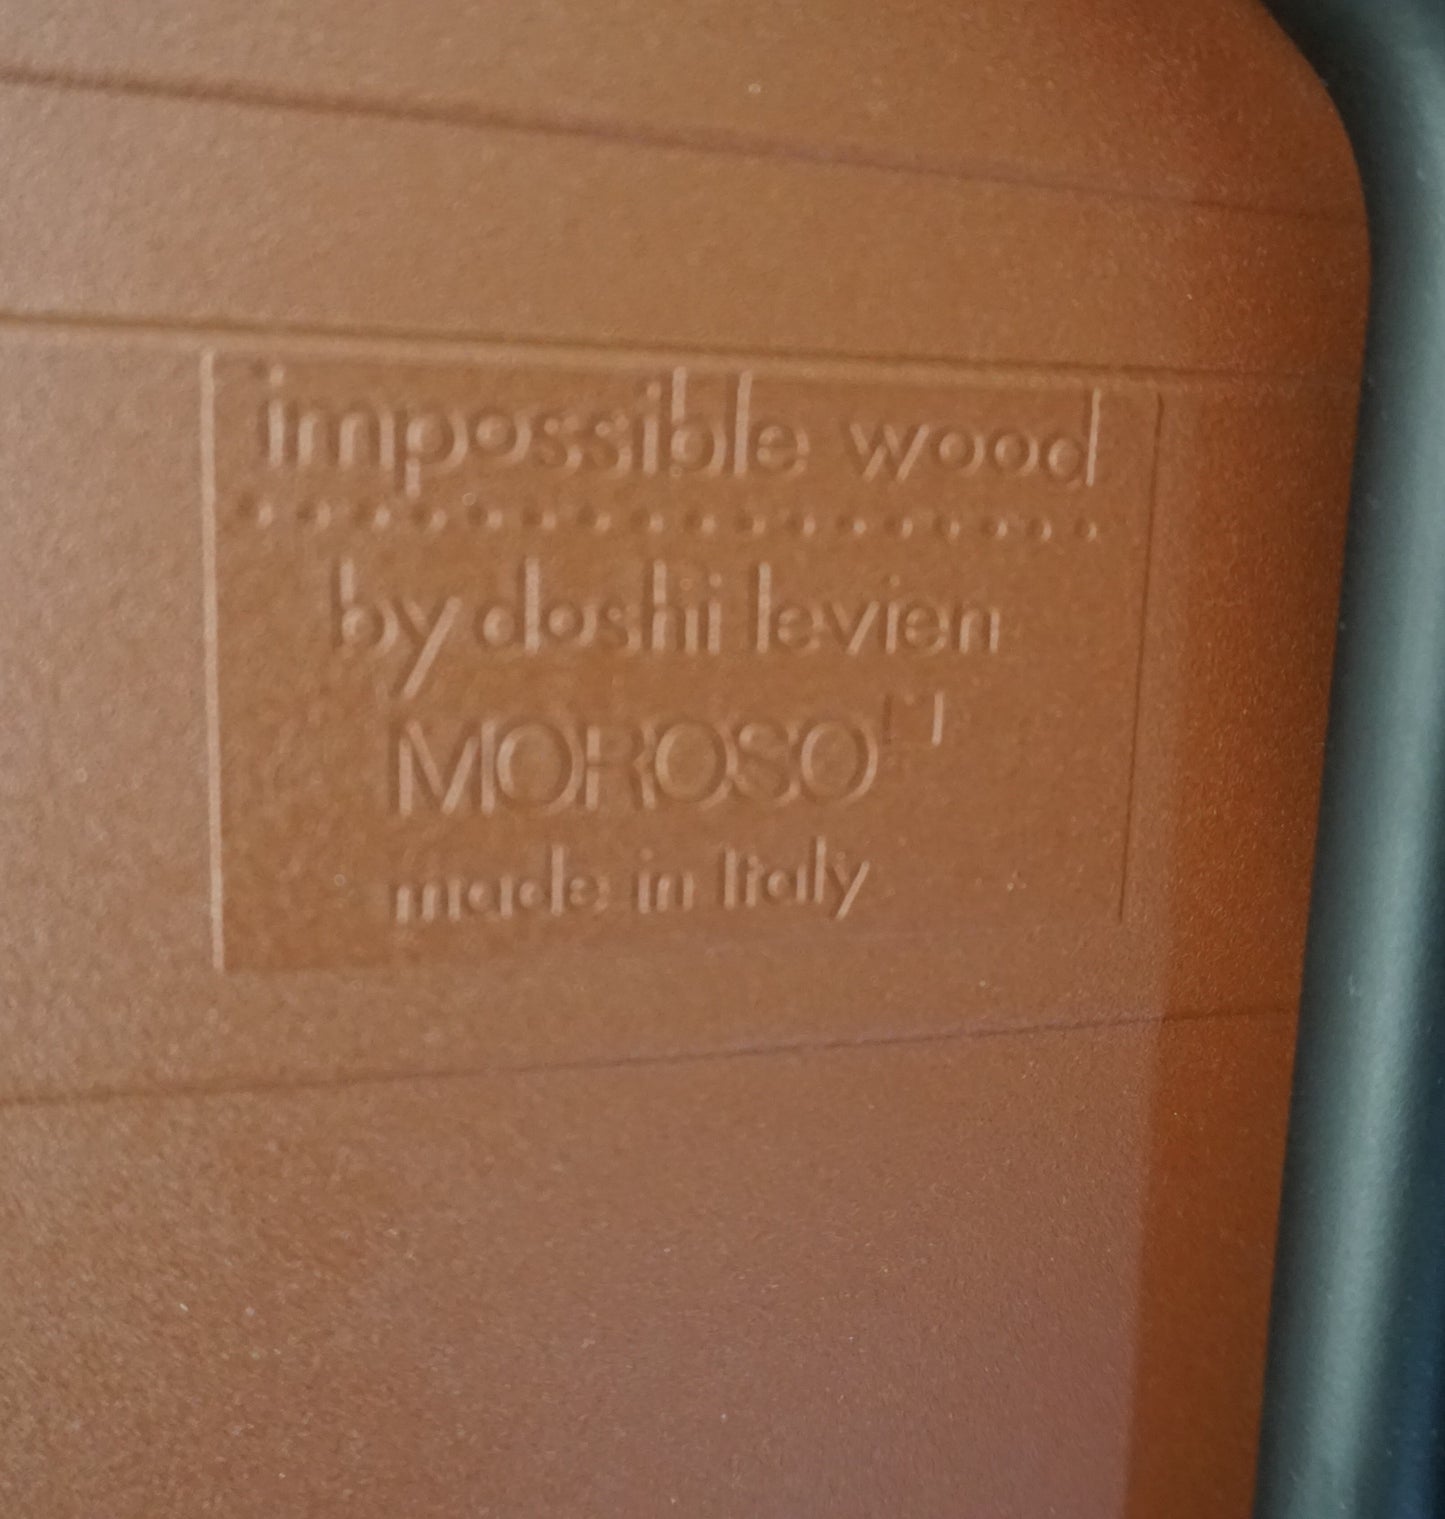 impossible wood
by doshi levien
MOROSO
made in Italy